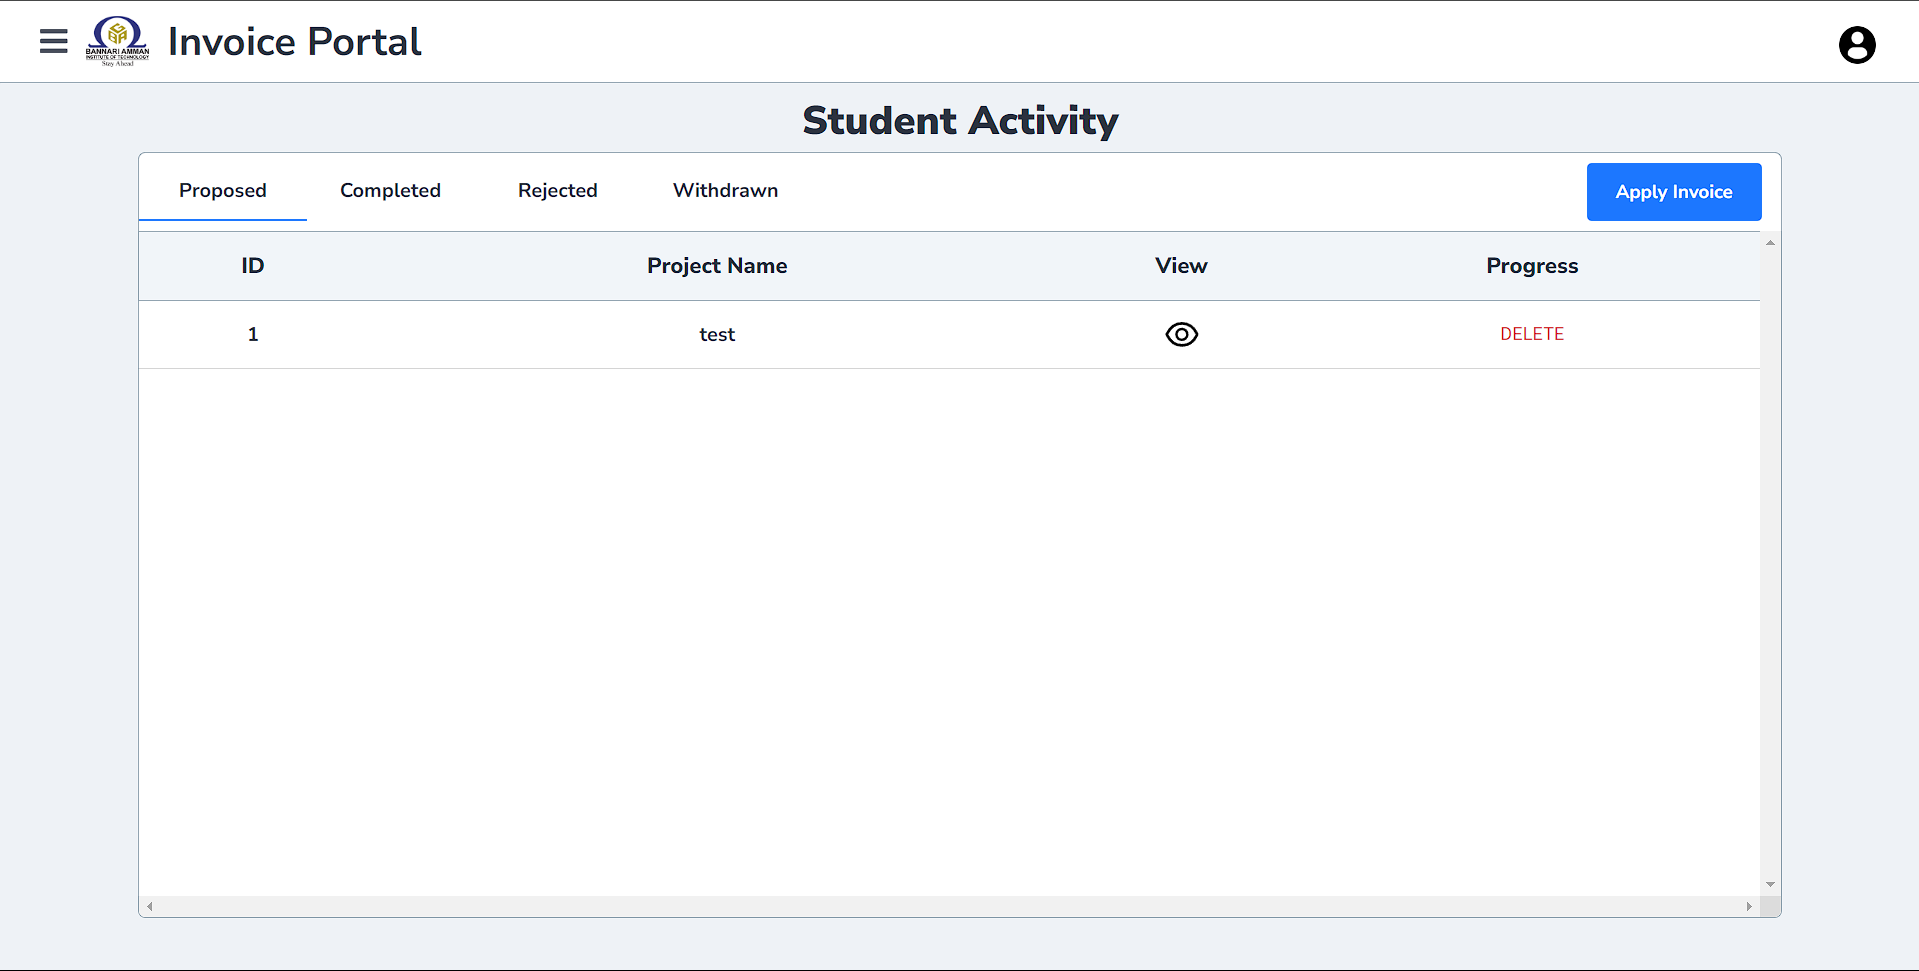 BANNARI AMMAN
INSTITUTE OF TECHNOLOGY
Stay Ahead
Invoice Portal
Student Activity
Proposed Completed Rejected Withdrawn Apply Invoice
ID Project Name View Progress
1 test DELETE